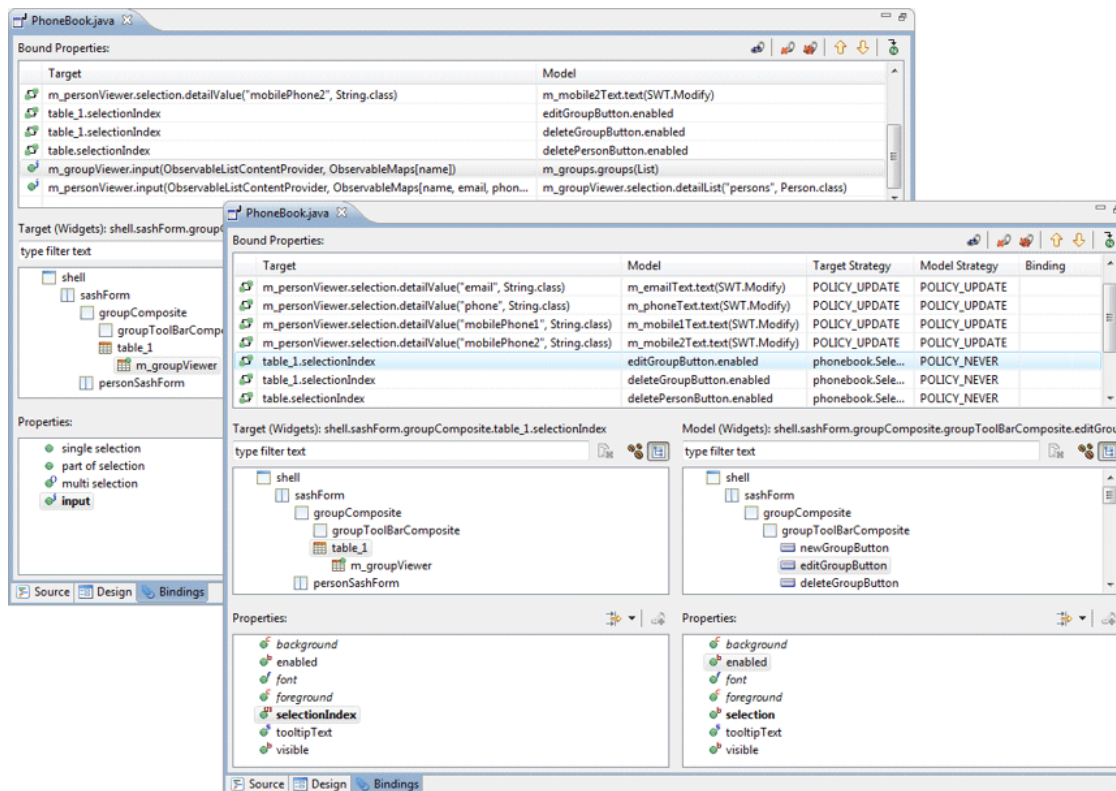 PhoneBook.java
Bound Properties:
Target Model
m_personViewer.selection.detailValue("mobilePhone2", String.class) m_mobile2Text.text(SWT.Modify)
table_1.selectionIndex editGroupButton.enabled
table_1.selectionIndex deleteGroupButton.enabled
table.selectionIndex deletePersonButton.enabled
m_groupViewer.input(ObservableListContentProvider, ObservableMaps[name]) m_groups.groups(List)
m_personViewer.input(ObservableListContentProvider, ObservableMaps[name, email, phon... m_groupViewer.selection.detailList("persons", Person.class)
Target (Widgets): shell.sashForm.group
type filter text
shell
sashForm
groupComposite
groupToolBarCompo
table_1
m_groupViewer
personSashForm
Properties:
single selection
part of selection
multi selection
input
Source Design Bindings
PhoneBook.java
Bound Properties:
Target Model Target Strategy Model Strategy Binding
m_personViewer.selection.detailValue("email", String.class) m_emailText.text(SWT.Modify) POLICY_UPDATE POLICY_UPDATE
m_personViewer.selection.detailValue("phone", String.class) m_phoneText.text(SWT.Modify) POLICY_UPDATE POLICY_UPDATE
m_personViewer.selection.detailValue("mobilePhone1", String.class) m_mobile1Text.text(SWT.Modify) POLICY_UPDATE POLICY_UPDATE
m_personViewer.selection.detailValue("mobilePhone2", String.class) m_mobile2Text.text(SWT.Modify) POLICY_UPDATE POLICY_UPDATE
table_1.selectionIndex editGroupButton.enabled phonebook.Sele... POLICY_NEVER
table_1.selectionIndex deleteGroupButton.enabled phonebook.Sele... POLICY_NEVER
table.selectionIndex deletePersonButton.enabled phonebook.Sele... POLICY_NEVER
Target (Widgets): shell.sashForm.groupComposite.table_1.selectionIndex
type filter text
shell
sashForm
groupComposite
groupToolBarComposite
table_1
m_groupViewer
personSashForm
Model (Widgets): shell.sashForm.groupComposite.groupToolBarComposite.editGrou
type filter text
shell
sashForm
groupComposite
groupToolBarComposite
newGroupButton
editGroupButton
deleteGroupButton
Properties:
background
enabled
font
foreground
selectionIndex
tooltipText
visible
Properties:
background
enabled
font
foreground
selection
tooltipText
visible
Source Design Bindings